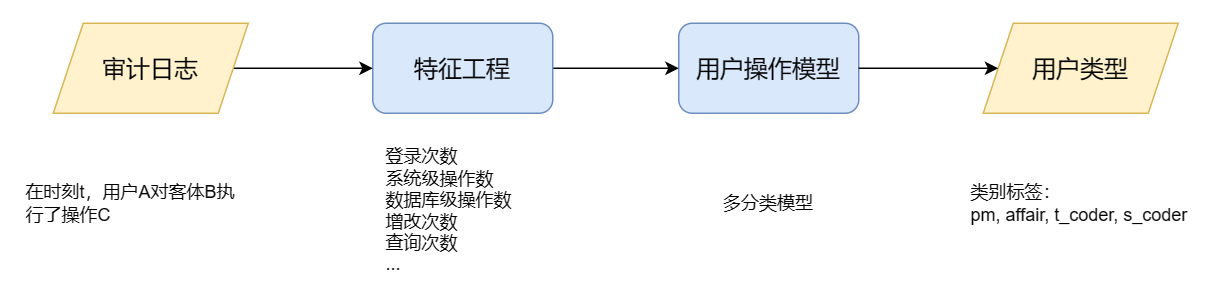 审计日志
特征工程
用户操作模型
用户类型
在时刻t，用户A对客体B执
行了操作C
登录次数
系统级操作数
数据库级操作数
增改次数
查询次数
...
多分类模型
类别标签：
pm, affair, t_coder, s_coder